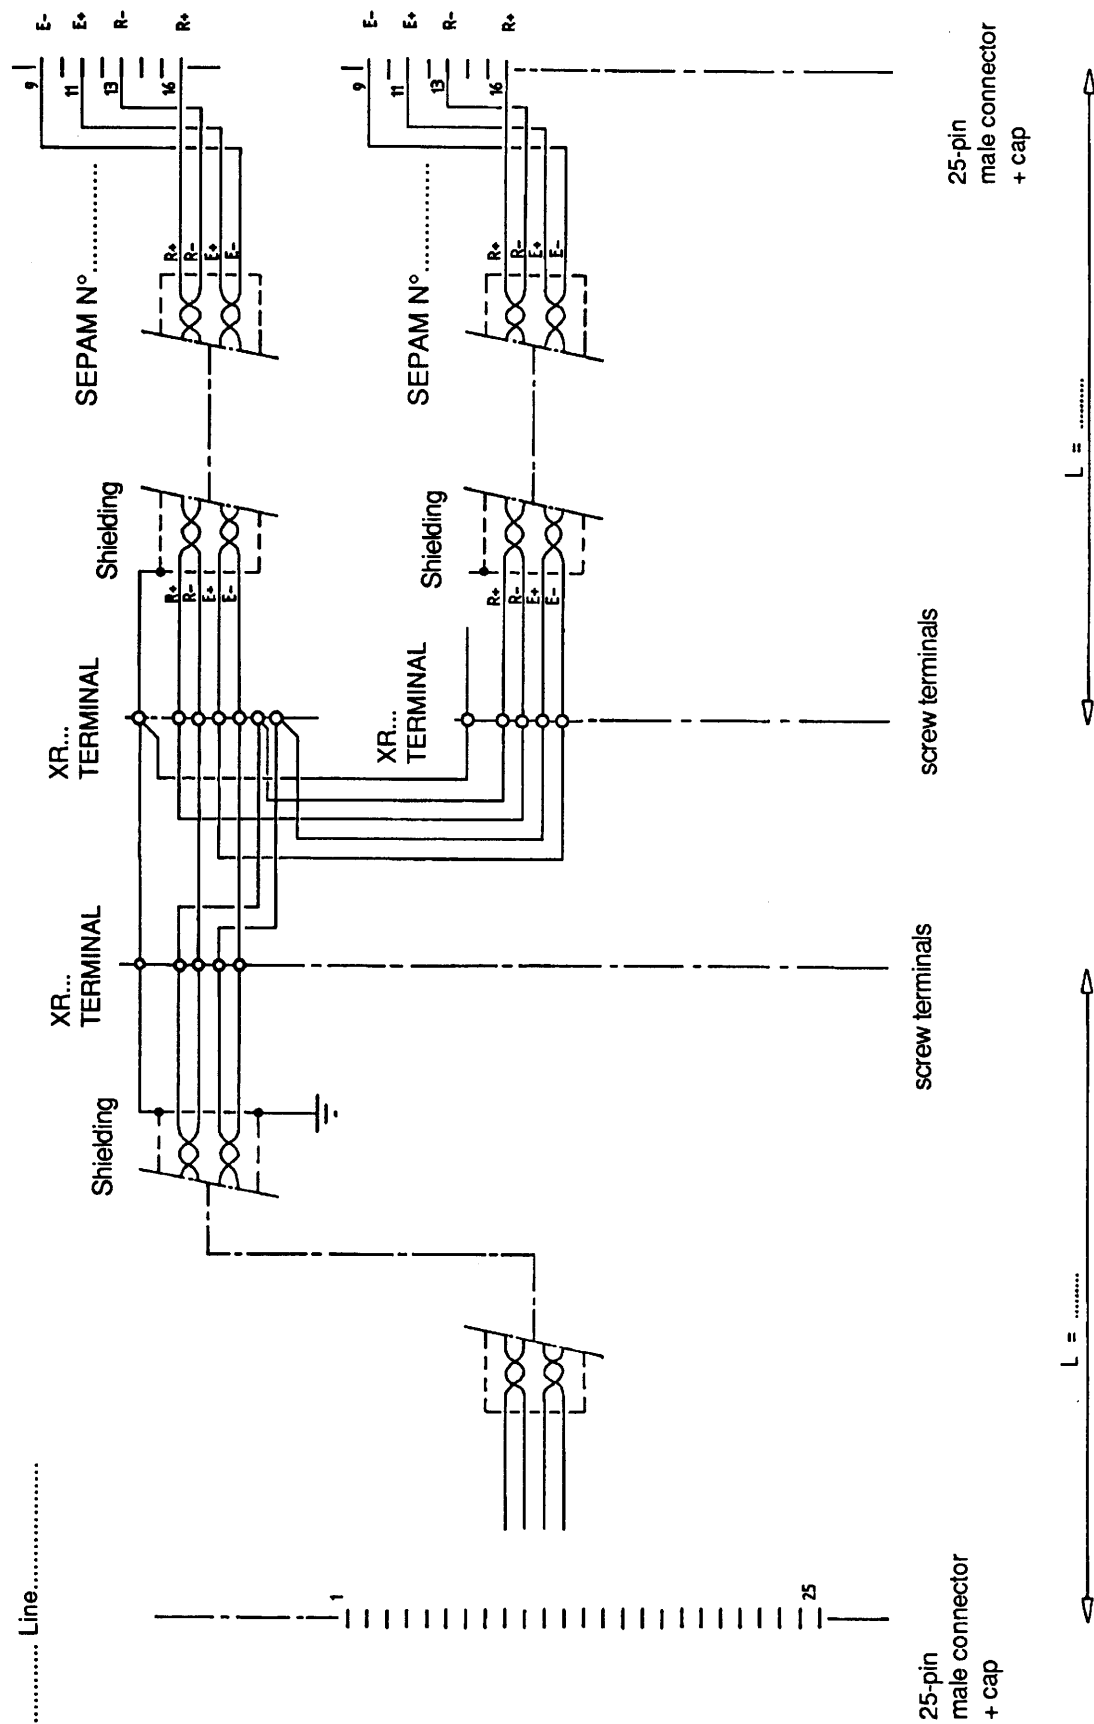 ........... Line......................
25-pin
male connector
+ cap
1
25
Shielding
XR...
TERMINAL
XR...
TERMINAL
Shielding
R+
R-
E+
E-
SEPAM N° ................
R+
R-
E+
E-
9
11
13
16
E-
E+
R-
R+
XR...
TERMINAL
Shielding
R+
R-
E+
E-
SEPAM N° ................
R+
R-
E+
E-
9
11
13
16
E-
E+
R-
R+
screw terminals
screw terminals
25-pin
male connector
+ cap
L = .........
L = .........